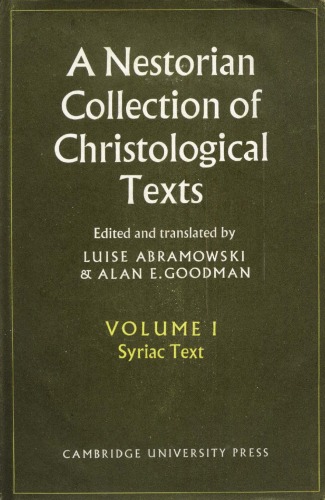 A Nestorian
Collection of
Christological
Texts
Edited and translated by
LUISE ABRAMOWSKI
& ALAN E. GOODMAN
VOLUME I
Syriac Text
CAMBRIDGE UNIVERSITY PRESS